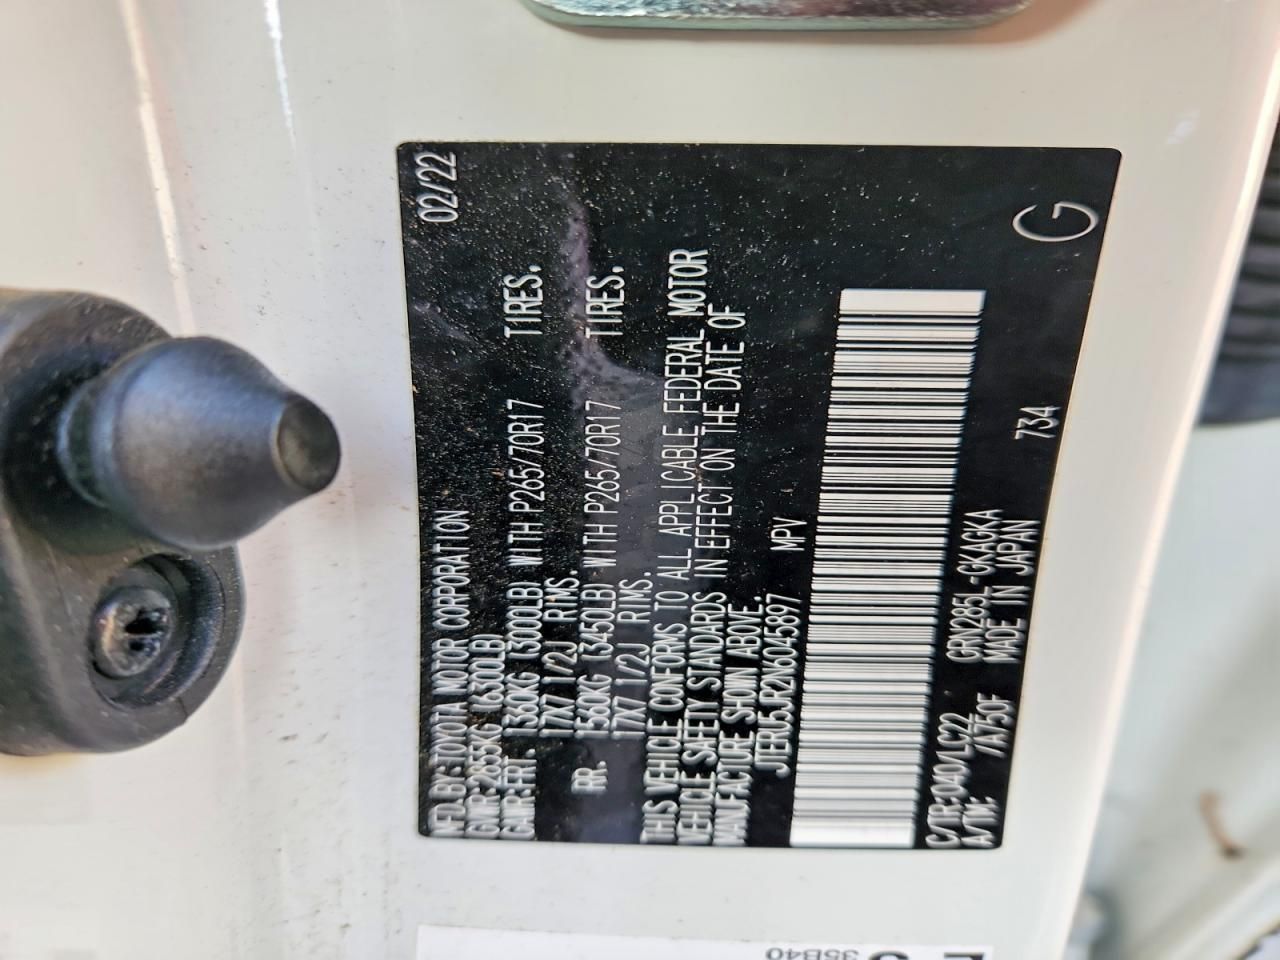 MFD. BY: TOYOTA MOTOR CORPORATION 02/22
GVWR: 2855KG (6300LB)
GAWR: FRT. 1360KG (3000LB) WITH P265/70R17 TIRES.
17X7 1/2J RIMS.
RR. 1560KG (3450LB) WITH P265/70R17 TIRES.
17X7 1/2J RIMS.
THIS VEHICLE CONFORMS TO ALL APPLICABLE FEDERAL MOTOR
VEHICLE SAFETY STANDARDS IN EFFECT ON THE DATE OF
MANUFACTURE SHOWN ABOVE.
MPV
C/TR: 040/LC22 GRN285L-GKAGKA 734
A/TM: /A750F MADE IN JAPAN
G
35B40